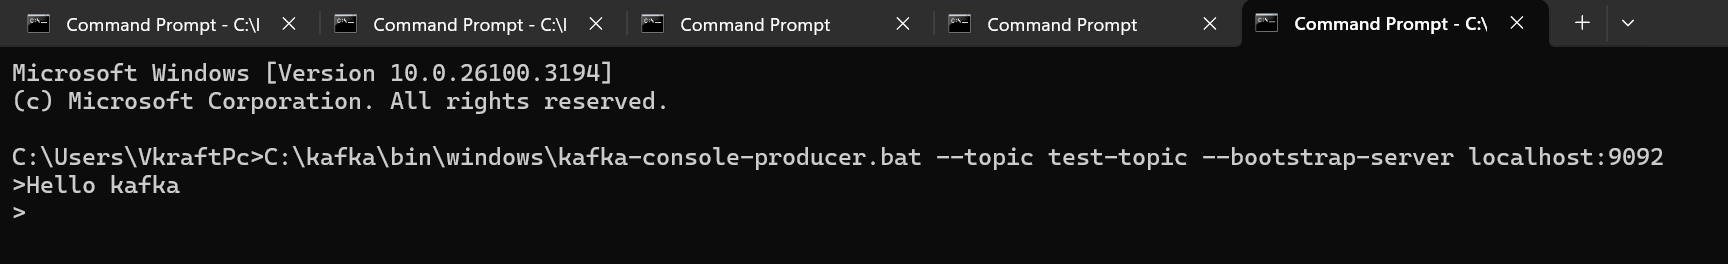 Command Prompt - C:\I
Command Prompt - C:\I
Command Prompt
Command Prompt
Command Prompt - C:\
Microsoft Windows [Version 10.0.26100.3194]
(c) Microsoft Corporation. All rights reserved.
C:\Users\VkraftPc>C:\kafka\bin\windows\kafka-console-producer.bat --topic test-topic --bootstrap-server localhost:9092
>Hello kafka
>